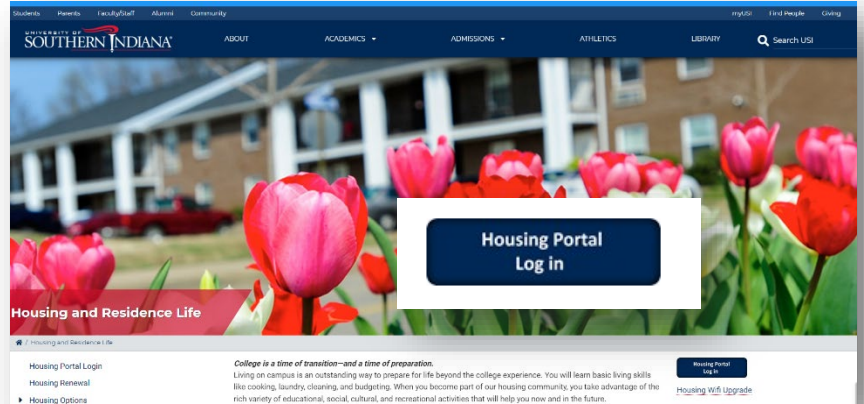 Students Parents Faculty/Staff Alumni Community myUSI Find People Giving
UNIVERSITY OF
SOUTHERN INDIANA
ABOUT ACADEMICS ADMISSIONS ATHLETICS LIBRARY Search USI
Housing Portal
Log in
Housing and Residence Life
/ Housing and Residence Life
Housing Portal Login
Housing Renewal
Housing Options
College is a time of transition—and a time of preparation.
Living on campus is an outstanding way to prepare for life beyond the college experience. You will learn basic living skills
like cooking, laundry, cleaning, and budgeting. When you become part of our housing community, you take advantage of the
rich variety of educational, social, cultural, and recreational activities that will help you now and in the future.
Housing Portal
Log in
Housing Wifi Upgrade